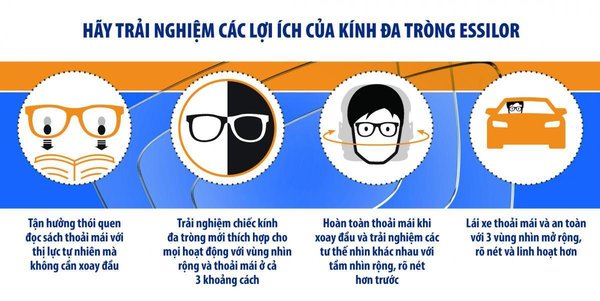 HÃY TRẢI NGHIỆM CÁC LỢI ÍCH CỦA KÍNH ĐA TRÒNG ESSILOR
Tận hưởng thói quen
đọc sách thoải mái với
thị lực tự nhiên mà
không cần xoay đầu
Trải nghiệm chiếc kính
đa tròng mới thích hợp cho
mọi hoạt động với vùng nhìn
rộng và thoải mái ở cả
3 khoảng cách
Hoàn toàn thoải mái khi
xoay đầu và trải nghiệm các
tư thế nhìn khác nhau với
tầm nhìn rộng, rõ nét
hơn trước
Lái xe thoải mái và an toàn
với 3 vùng nhìn mở rộng,
rõ nét và linh hoạt hơn